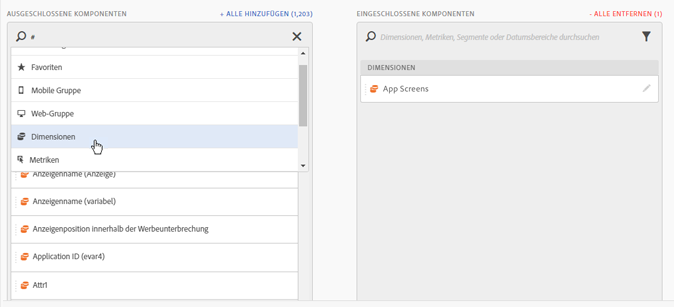 AUSGESCHLOSSENE KOMPONENTEN
+ ALLE HINZUFÜGEN (1,203)
#
Favoriten
Mobile Gruppe
Web-Gruppe
Dimensionen
Metriken
Anzeigenname (Anzeige)
Anzeigenname (variabel)
Anzeigenposition innerhalb der Werbeunterbrechung
Application ID (evar4)
Attr1
EINGESCHLOSSENE KOMPONENTEN
- ALLE ENTFERNEN (1)
Dimensionen, Metriken, Segmente oder Datumsbereiche durchsuchen
DIMENSIONEN
App Screens